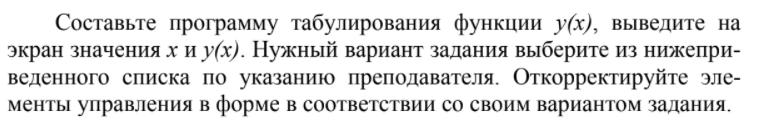 Составьте программу табулирования функции y(x), выведите на
экран значения x и y(x). Нужный вариант задания выберите из нижепри-
веденного списка по указанию преподавателя. Откорректируйте эле-
менты управления в форме в соответствии со своим вариантом задания.